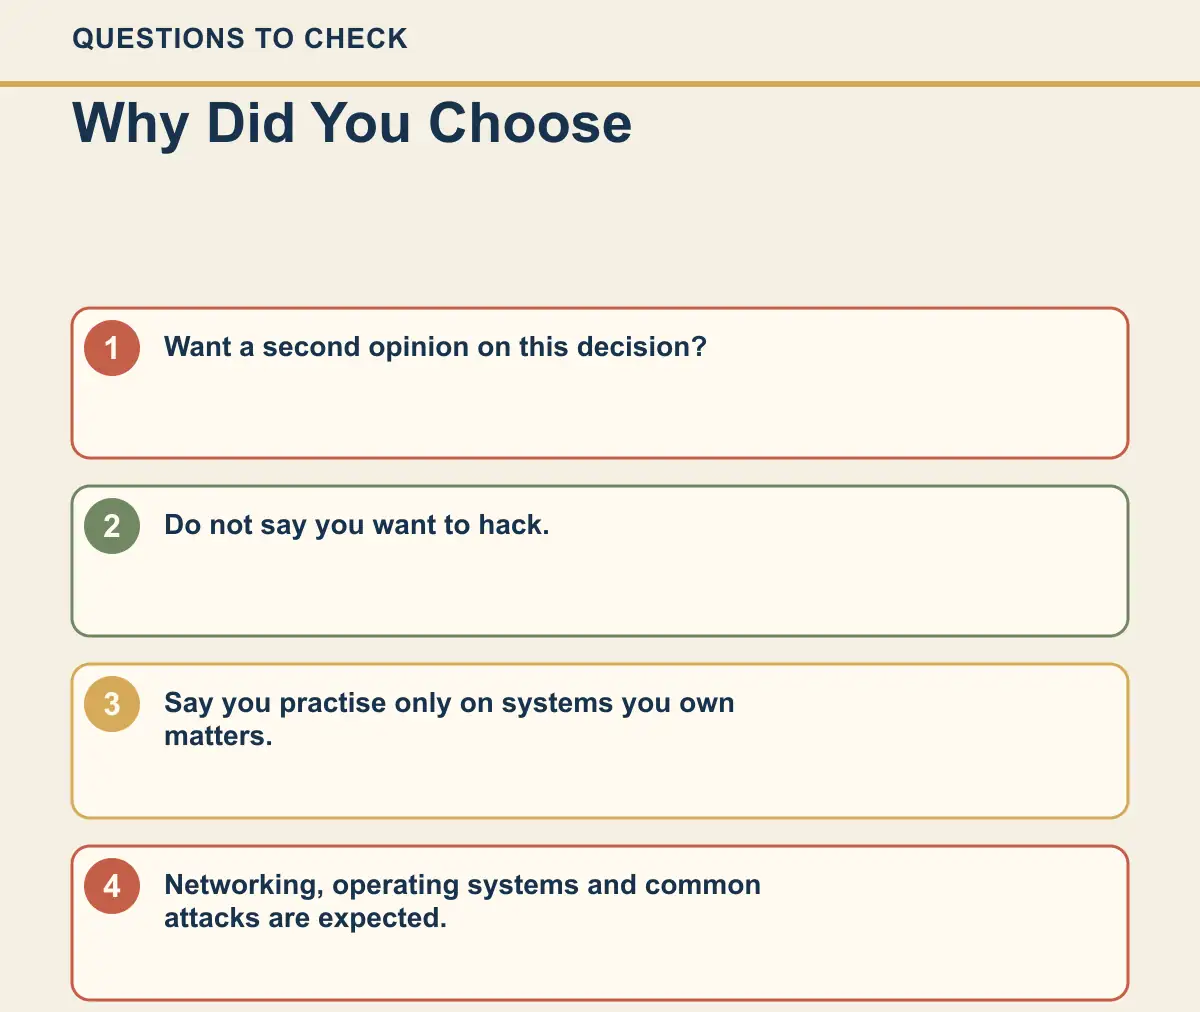 QUESTIONS TO CHECK
Why Did You Choose
1
Want a second opinion on this decision?
2
Do not say you want to hack.
3
Say you practise only on systems you own
matters.
4
Networking, operating systems and common
attacks are expected.